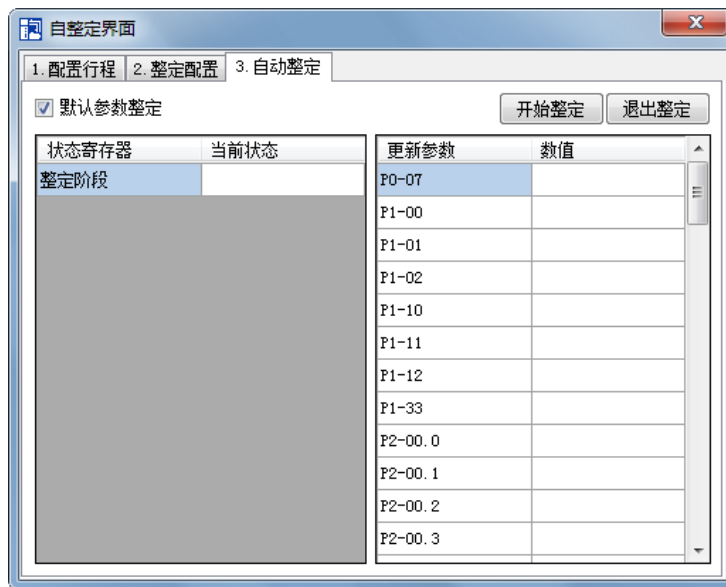 自整定界面
1.配置行程 2.整定配置 3.自动整定
默认参数整定 开始整定 退出整定
状态寄存器 当前状态 更新参数 数值
整定阶段 P0-07
P1-00
P1-01
P1-02
P1-10
P1-11
P1-12
P1-33
P2-00.0
P2-00.1
P2-00.2
P2-00.3